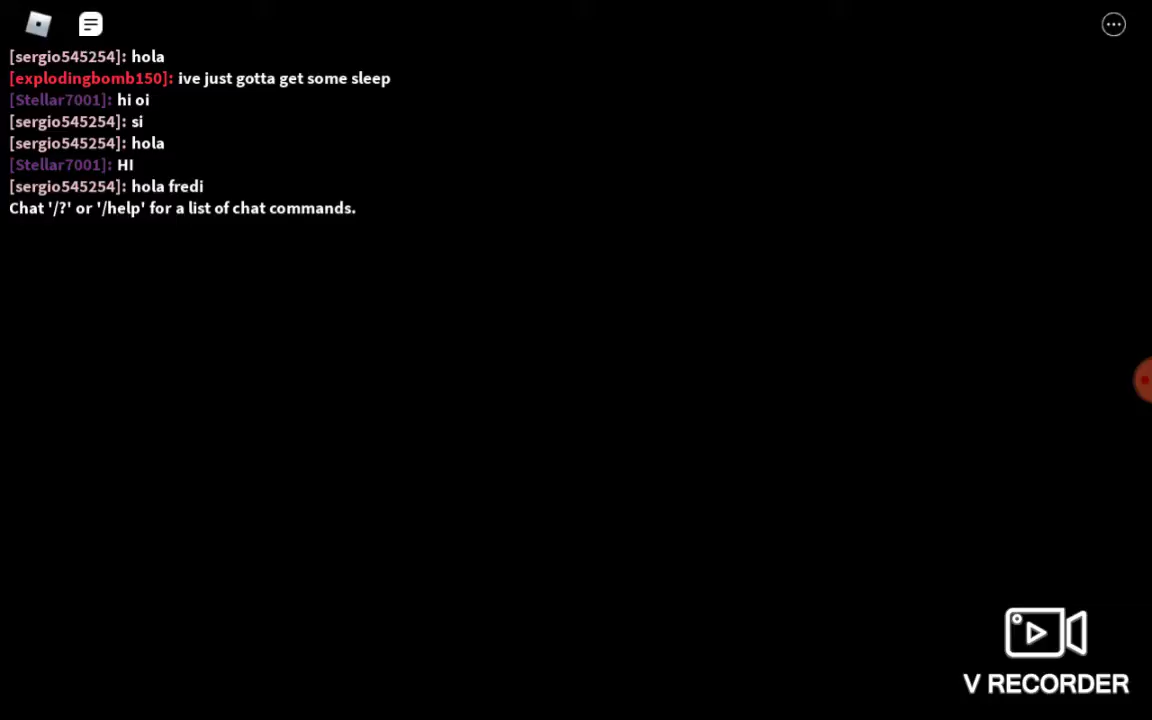 [sergio545254]: hola
[explodingbomb150]: ive just gotta get some sleep
[Stellar7001]: hi oi
[sergio545254]: si
[sergio545254]: hola
[Stellar7001]: HI
[sergio545254]: hola fredi
Chat '/?' or '/help' for a list of chat commands.
V RECORDER